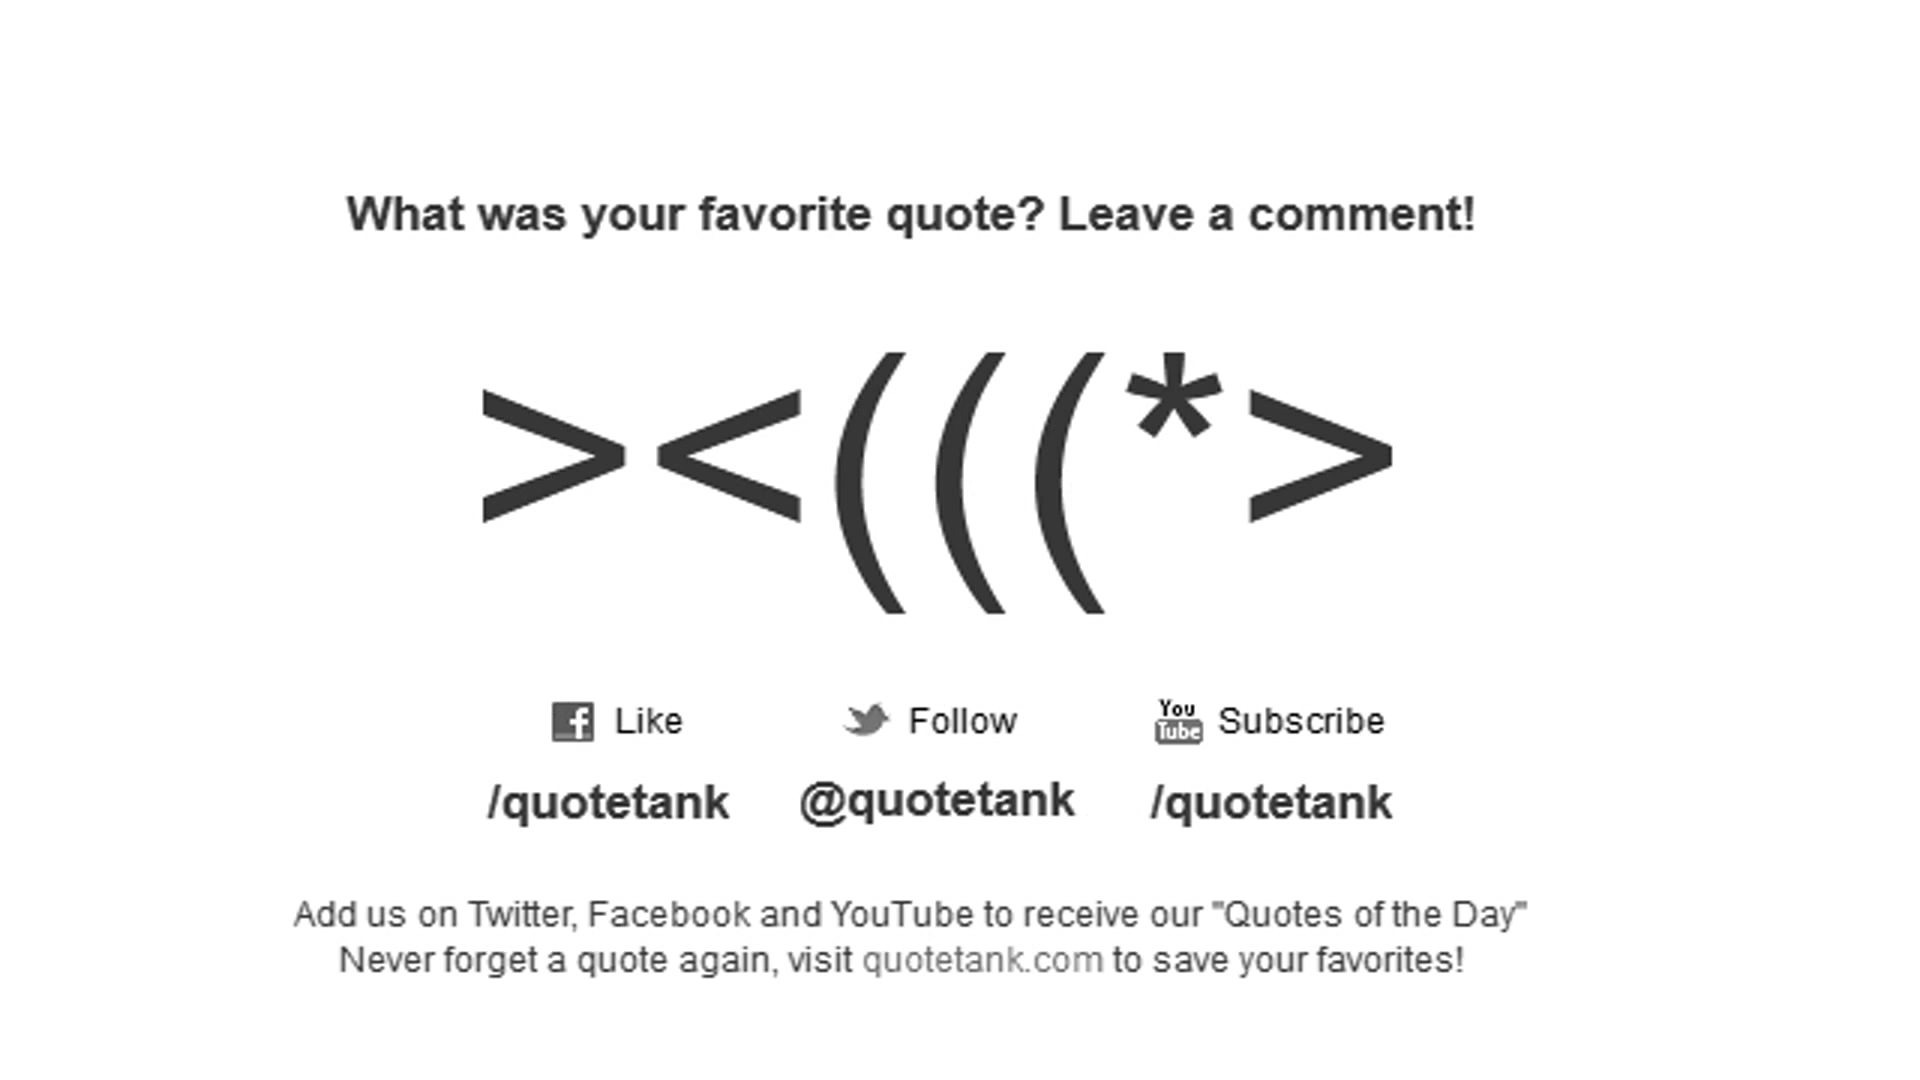 What was your favorite quote? Leave a comment!
><(((*>
f Like Follow You Tube Subscribe
/quotetank @quotetank /quotetank
Add us on Twitter, Facebook and YouTube to receive our "Quotes of the Day"
Never forget a quote again, visit quotetank.com to save your favorites!